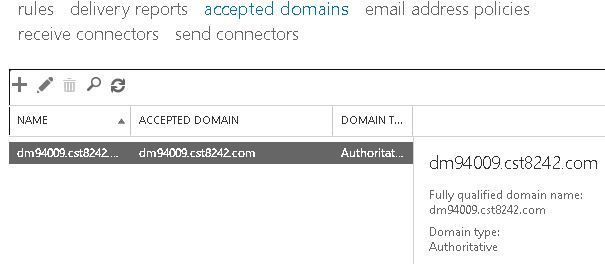 rules delivery reports accepted domains email address policies
receive connectors send connectors
NAME ACCEPTED DOMAIN DOMAIN T...
dm94009.cst8242.... dm94009.cst8242.com Authoritat...
dm94009.cst8242.com
Fully qualified domain name:
dm94009.cst8242.com
Domain type:
Authoritative